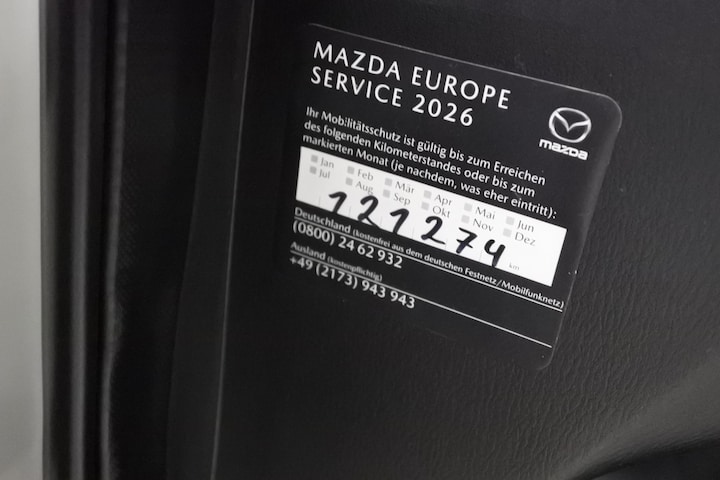 MAZDA EUROPE
SERVICE 2026
mazda
Ihr Mobilitätsschutz ist gültig bis zum Erreichen
des folgenden Kilometerstandes oder bis zum
markierten Monat (je nachdem, was eher eintritt):
Jan Feb Mär Apr Mai Jun
Jul Aug Sep Okt Nov Dez
121274 km
Deutschland (kostenfrei aus dem deutschen Festnetz/Mobilfunknetz)
(0800) 24 62 932
Ausland (kostenpflichtig)
+49 (2173) 943 943